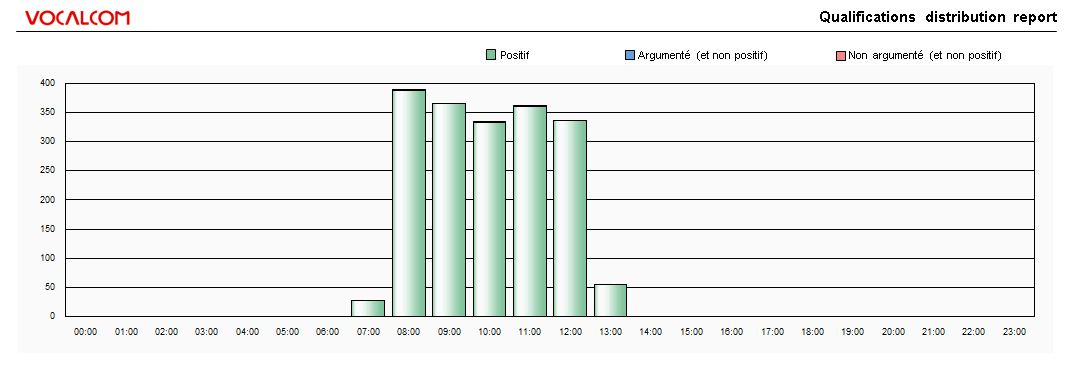 VOCALCOM
Qualifications distribution report
Positif Argumenté (et non positif) Non argumenté (et non positif)
400
350
300
250
200
150
100
50
0
00:00 01:00 02:00 03:00 04:00 05:00 06:00 07:00 08:00 09:00 10:00 11:00 12:00 13:00 14:00 15:00 16:00 17:00 18:00 19:00 20:00 21:00 22:00 23:00